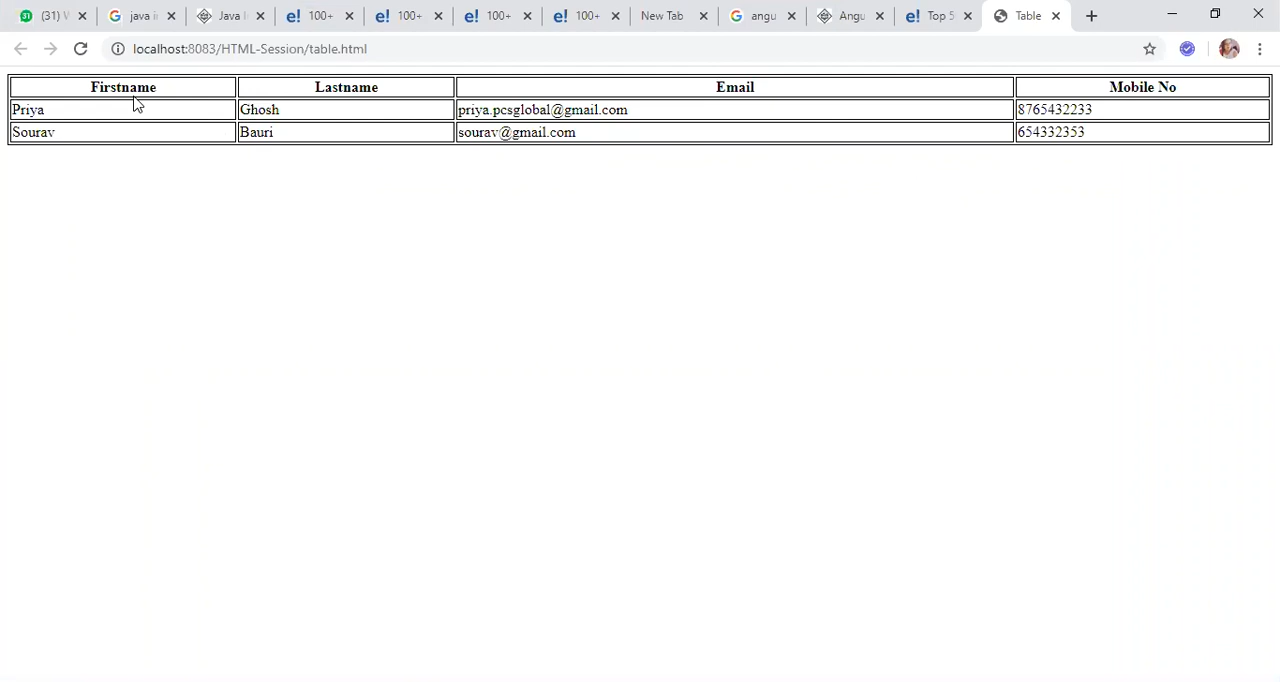 (31) W java i Java I 100+ 100+ 100+ 100+ New Tab angu Angu Top 5 Table
localhost:8083/HTML-Session/table.html
Firstname Lastname Email Mobile No
Priya Ghosh priya.pcsglobal@gmail.com 8765432233
Sourav Bauri sourav@gmail.com 654332353